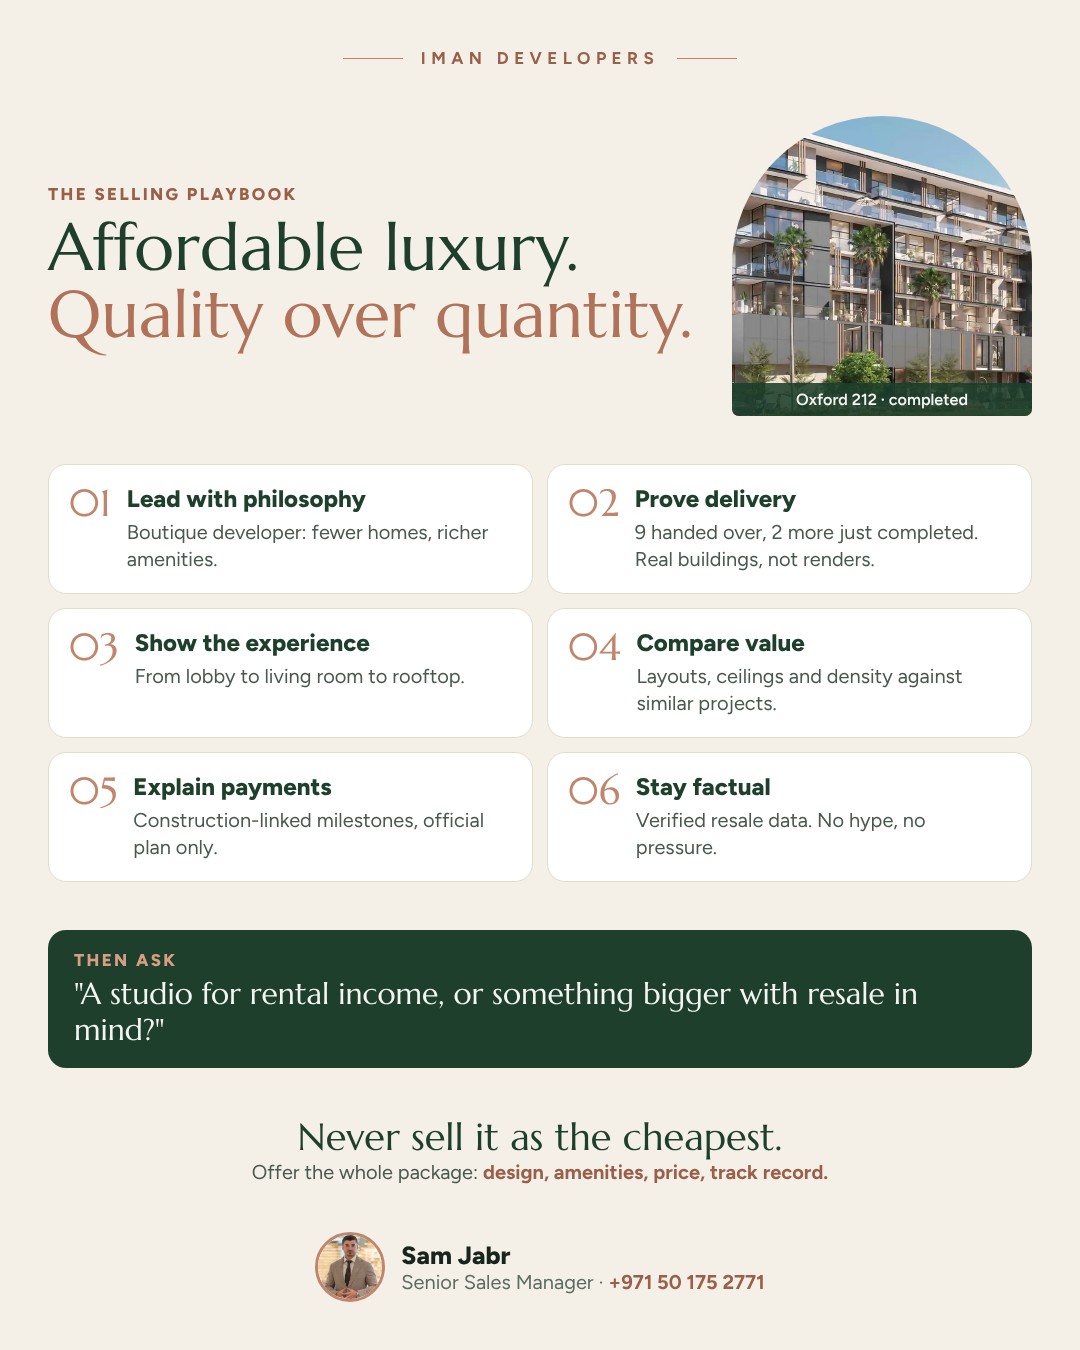 IMAN DEVELOPERS
THE SELLING PLAYBOOK
Affordable luxury.
Quality over quantity.
Oxford 212 · completed
01 Lead with philosophy
Boutique developer: fewer homes, richer
amenities.
02 Prove delivery
9 handed over, 2 more just completed.
Real buildings, not renders.
03 Show the experience
From lobby to living room to rooftop.
04 Compare value
Layouts, ceilings and density against
similar projects.
05 Explain payments
Construction-linked milestones, official
plan only.
06 Stay factual
Verified resale data. No hype, no
pressure.
THEN ASK
"A studio for rental income, or something bigger with resale in
mind?"
Never sell it as the cheapest.
Offer the whole package: design, amenities, price, track record.
Sam Jabr
Senior Sales Manager · +971 50 175 2771